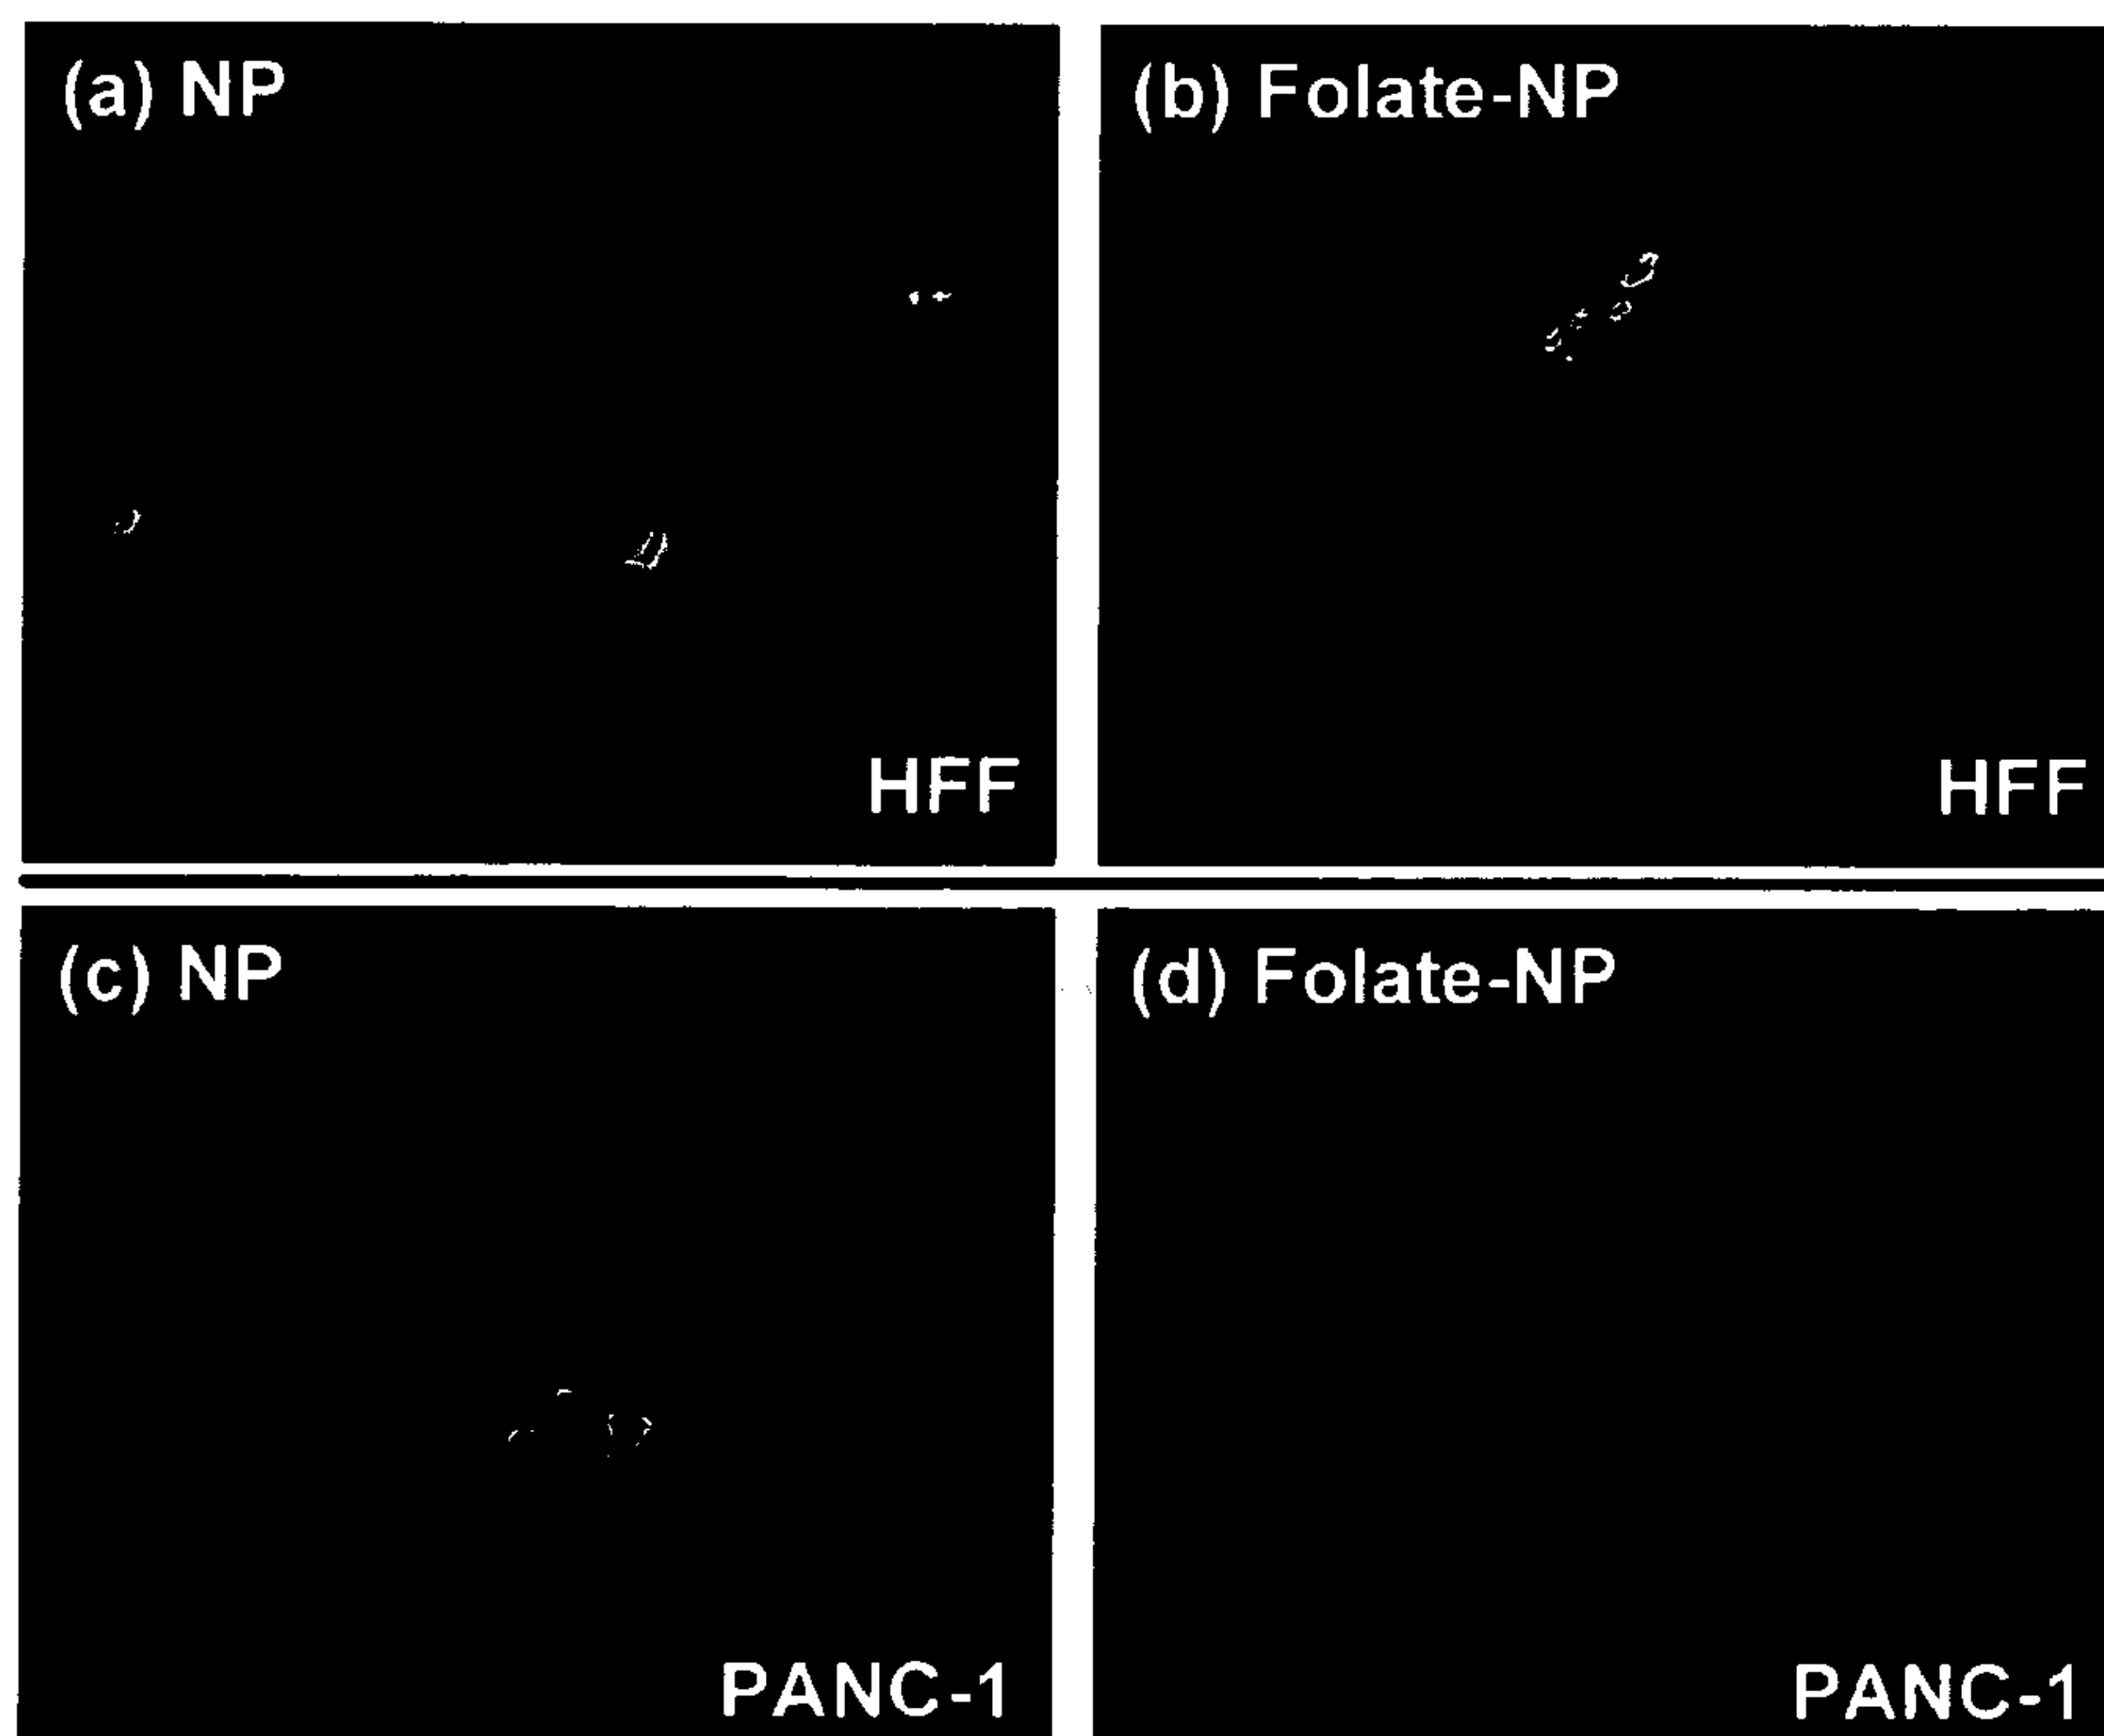 (a) NP
(b) Folate-NP
HFF
HFF
(c) NP
(d) Folate-NP
PANC-1
PANC-1